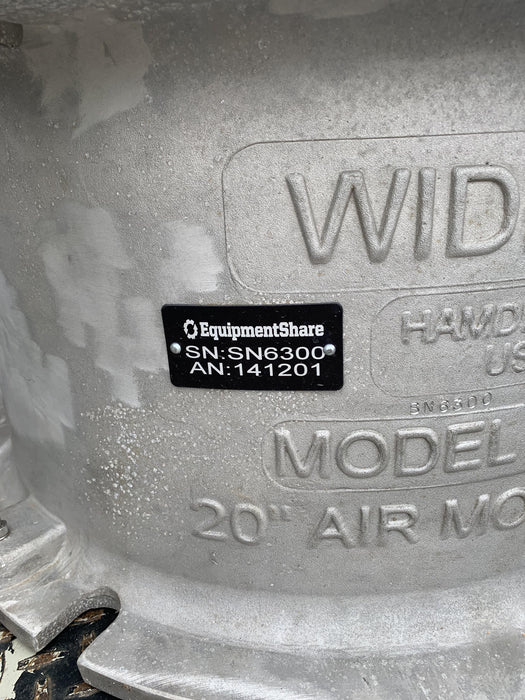 WID
EquipmentShare
SN:SN6300
AN:141201
HAMD
US
SN6300
MODEL
20" AIR MO